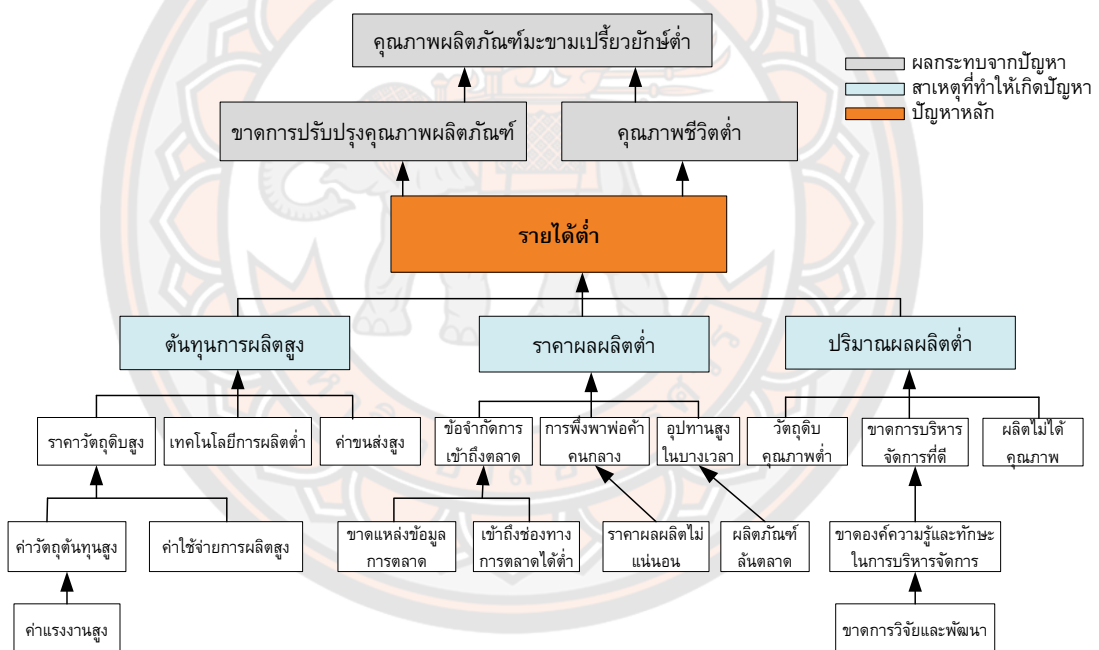 คุณภาพผลิตภัณฑ์มะขามเปรี้ยวยักษ์ต่ำ
ผลกระทบจากปัญหา
สาเหตุที่ทำให้เกิดปัญหา
ปัญหาหลัก
ขาดการปรับปรุงคุณภาพผลิตภัณฑ์
คุณภาพชีวิตต่ำ
รายได้ต่ำ
ต้นทุนการผลิตสูง
ราคาผลผลิตต่ำ
ปริมาณผลผลิตต่ำ
ราคาวัตถุดิบสูง
เทคโนโลยีการผลิตต่ำ
ค่าขนส่งสูง
ข้อจำกัดการ
เข้าถึงตลาด
การพึ่งพาพ่อค้า
คนกลาง
อุปทานสูง
ในบางเวลา
วัตถุดิบ
คุณภาพต่ำ
ขาดการบริหาร
จัดการที่ดี
ผลิตไม่ได้
คุณภาพ
ค่าวัตถุต้นทุนสูง
ค่าใช้จ่ายการผลิตสูง
ขาดแหล่งข้อมูล
การตลาด
เข้าถึงช่องทาง
การตลาดได้ต่ำ
ราคาผลผลิตไม่
แน่นอน
ผลิตภัณฑ์
ล้นตลาด
ขาดองค์ความรู้และทักษะ
ในการบริหารจัดการ
ค่าแรงงานสูง
ขาดการวิจัยและพัฒนา